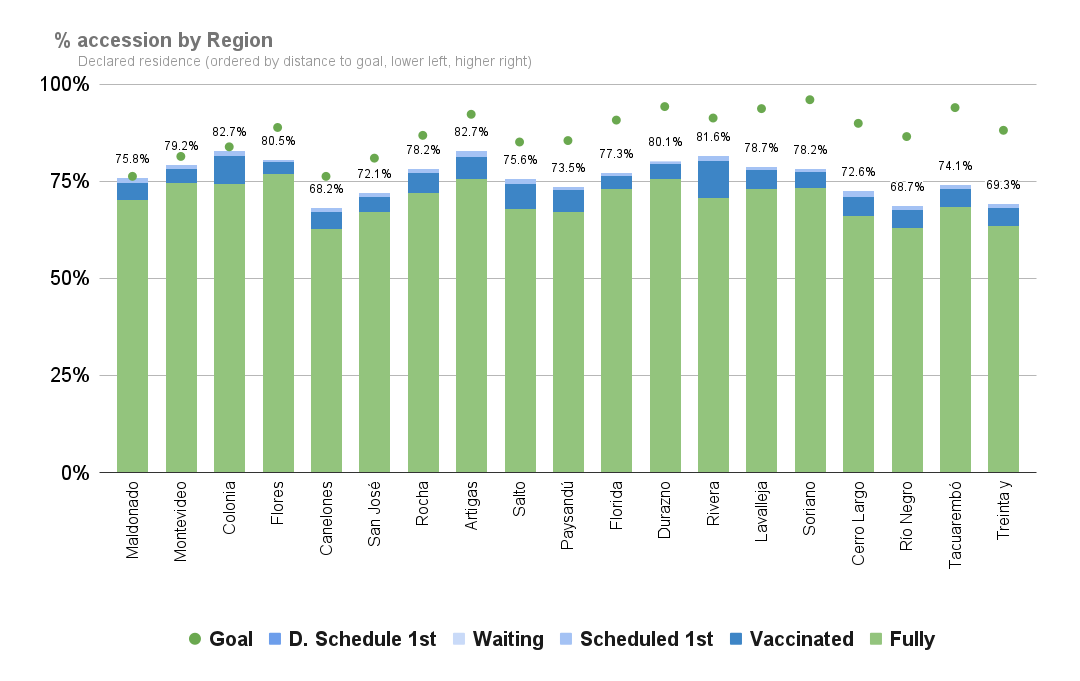 % accession by Region
Declared residence (ordered by distance to goal, lower left, higher right)
100%
75%
50%
25%
0%
75.8%
79.2%
82.7%
80.5%
68.2%
72.1%
78.2%
82.7%
75.6%
73.5%
77.3%
80.1%
81.6%
78.7%
78.2%
72.6%
68.7%
74.1%
69.3%
Maldonado
Montevideo
Colonia
Flores
Canelones
San José
Rocha
Artigas
Salto
Paysandú
Florida
Durazno
Rivera
Lavalleja
Soriano
Cerro Largo
Río Negro
Tacuarembó
Treinta y
Goal
D. Schedule 1st
Waiting
Scheduled 1st
Vaccinated
Fully